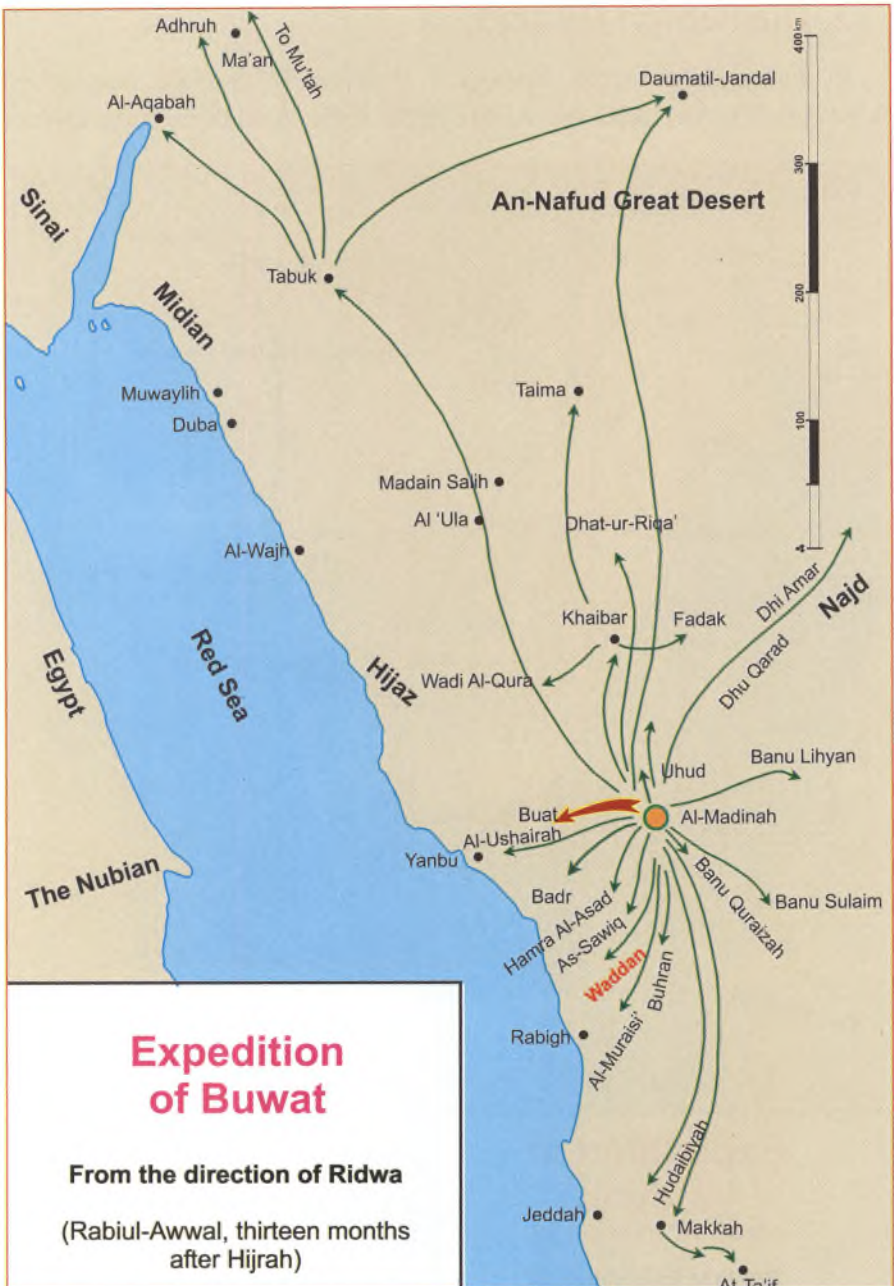 Adhruh
Ma'an
To Mu'tah
Al-Aqabah
Daumatil-Jandal
400 km
300
200
100
Sinai
An-Nafud Great Desert
Tabuk
Midian
Muwaylih
Duba
Taima
Madain Salih
Al 'Ula
Dhat-ur-Riqa'
Al-Wajh
Khaibar
Fadak
Dhi Amar
Najd
Dhu Qarad
Wadi Al-Qura
Hijaz
Red Sea
Egypt
Uhud
Banu Lihyan
Buat
Al-Madinah
Al-Ushairah
Yanbu
The Nubian
Badr
Banu Quraizah
Banu Sulaim
Hamra Al-Asad
As-Sawiq
Waddan
Buhran
Al-Muraisi'
Rabigh
Hudaibiyah
Jeddah
Makkah
At-Ta'if
Expedition
of Buwat
From the direction of Ridwa
(Rabiul-Awwal, thirteen months
after Hijrah)